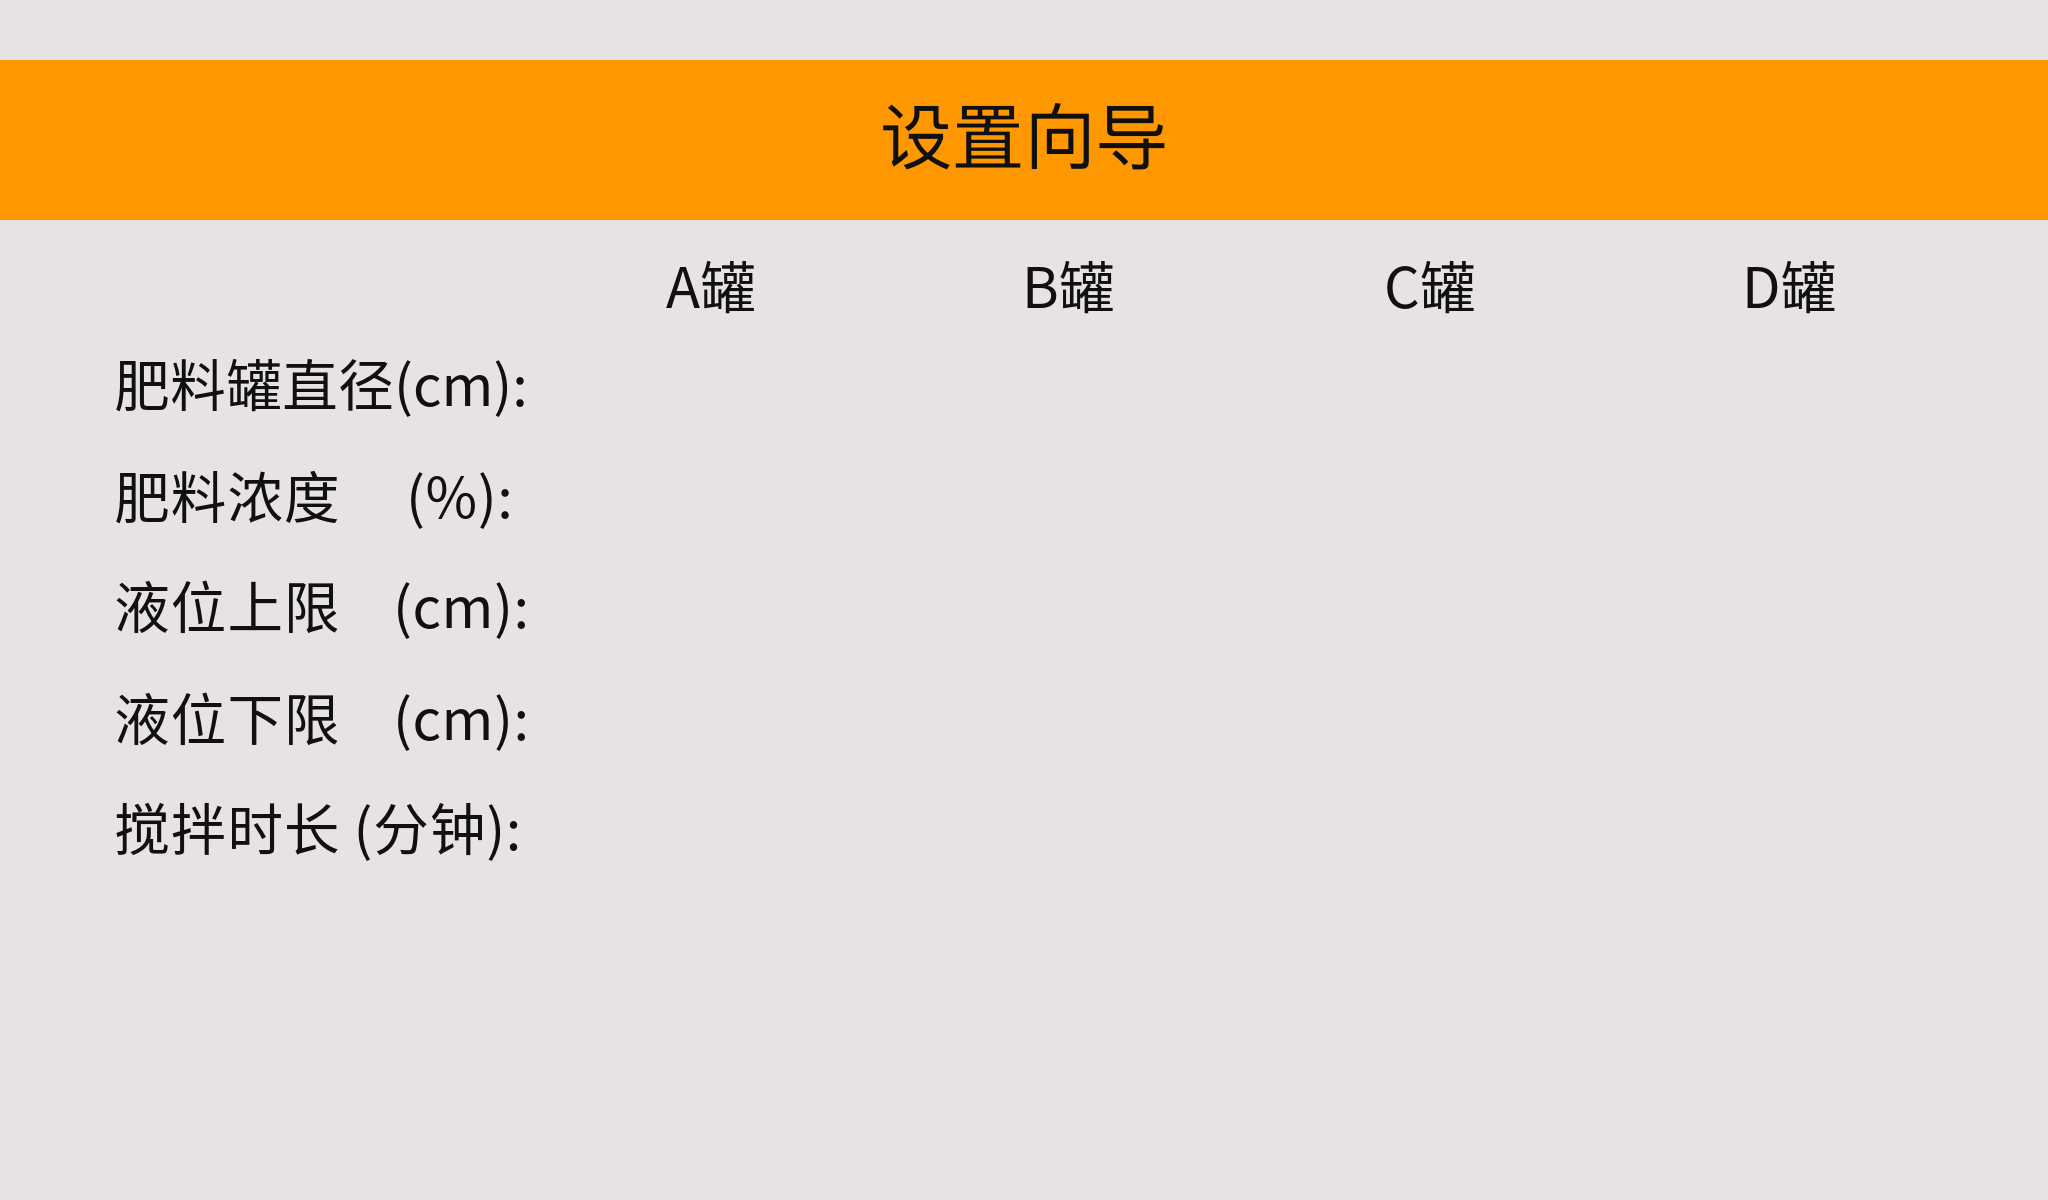 设置向导
A罐 B罐 C罐 D罐
肥料罐直径(cm):
肥料浓度 (%):
液位上限 (cm):
液位下限 (cm):
搅拌时长 (分钟):